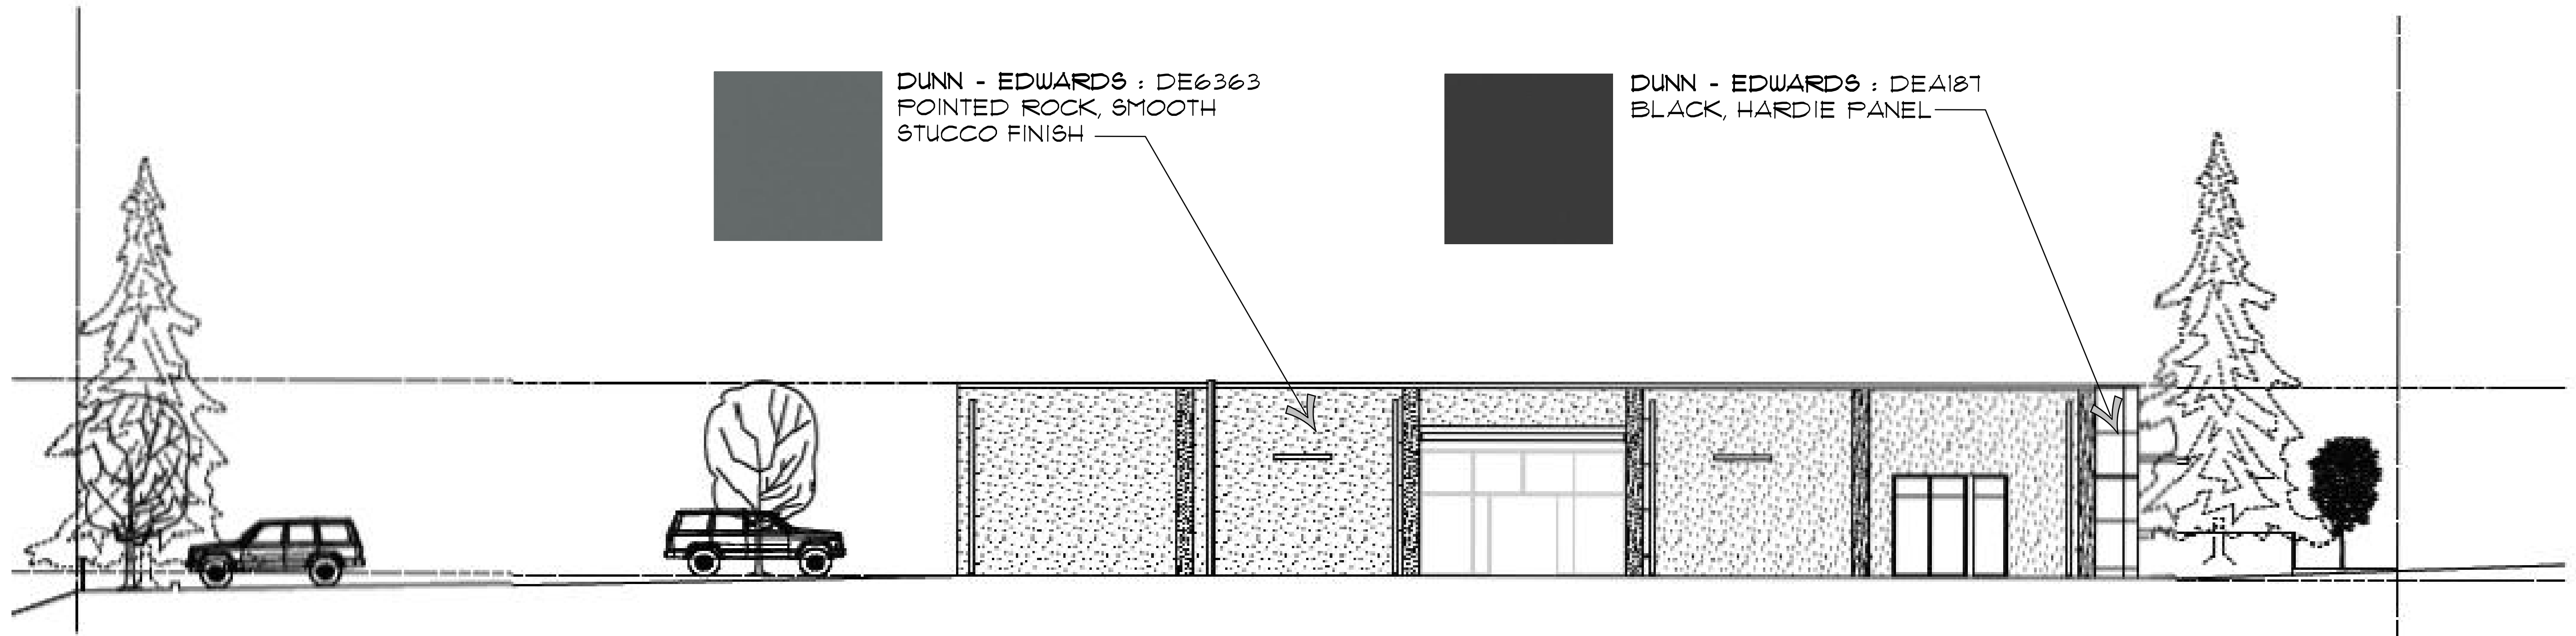 DUNN - EDWARDS : DE6363
POINTED ROCK, SMOOTH
STUCCO FINISH
DUNN - EDWARDS : DEA187
BLACK, HARDIE PANEL